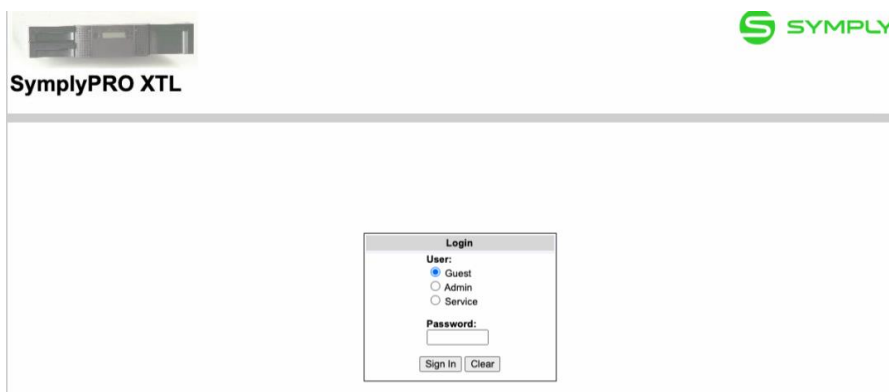 SYMPLY
SymplyPRO XTL
Login
User:
Guest
Admin
Service
Password:
Sign In Clear